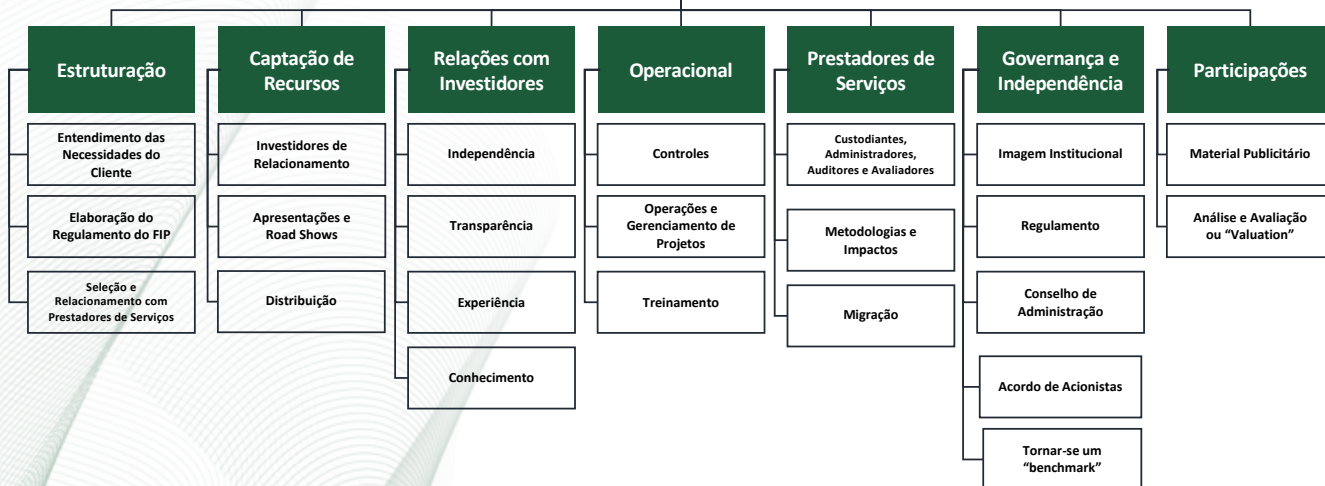 Estruturação
Captação de
Recursos
Relações com
Investidores
Operacional
Prestadores de
Serviços
Governança e
Independência
Participações
Entendimento das
Necessidades do
Cliente
Elaboração do
Regulamento do FIP
Seleção e
Relacionamento com
Prestadores de Serviços
Investidores de
Relacionamento
Apresentações e
Road Shows
Distribuição
Independência
Transparência
Experiência
Conhecimento
Controles
Operações e
Gerenciamento de
Projetos
Treinamento
Custodiantes,
Administradores,
Auditores e Avaliadores
Metodologias e
Impactos
Migração
Imagem Institucional
Regulamento
Conselho de
Administração
Acordo de Acionistas
Tornar-se um
“benchmark”
Material Publicitário
Análise e Avaliação
ou “Valuation”